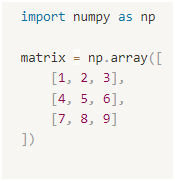 import numpy as np

matrix = np.array([
    [1, 2, 3],
    [4, 5, 6],
    [7, 8, 9]
])